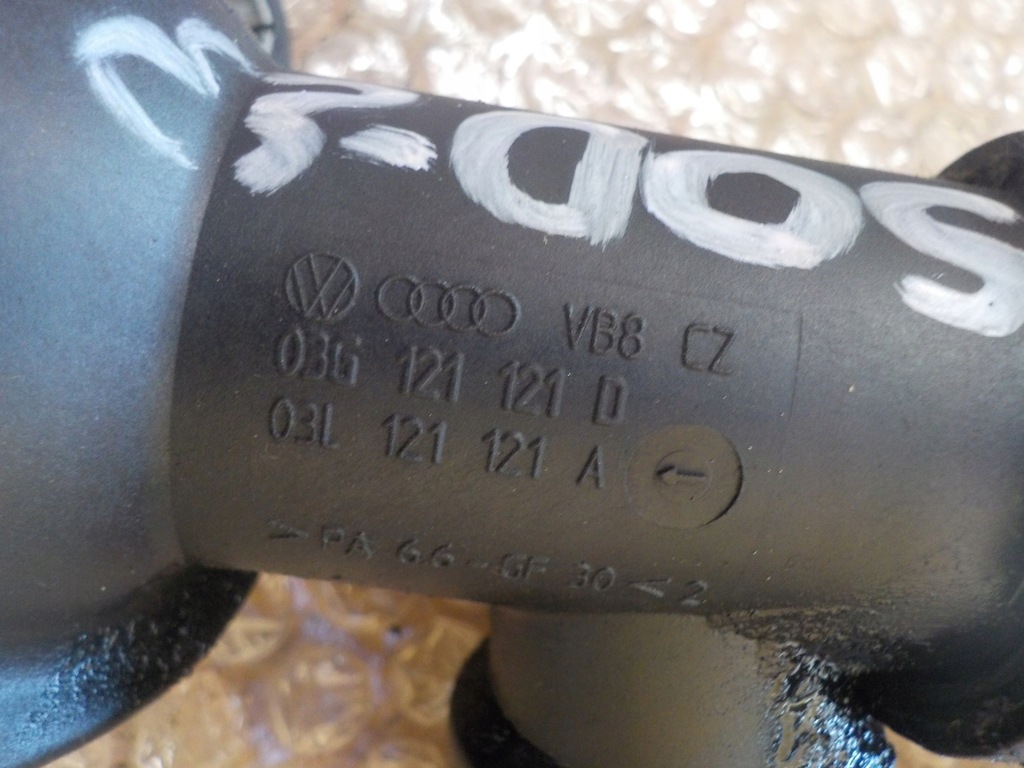 VB8 CZ
03G 121 121 D
03L 121 121 A
>PA 66-GF 30<2